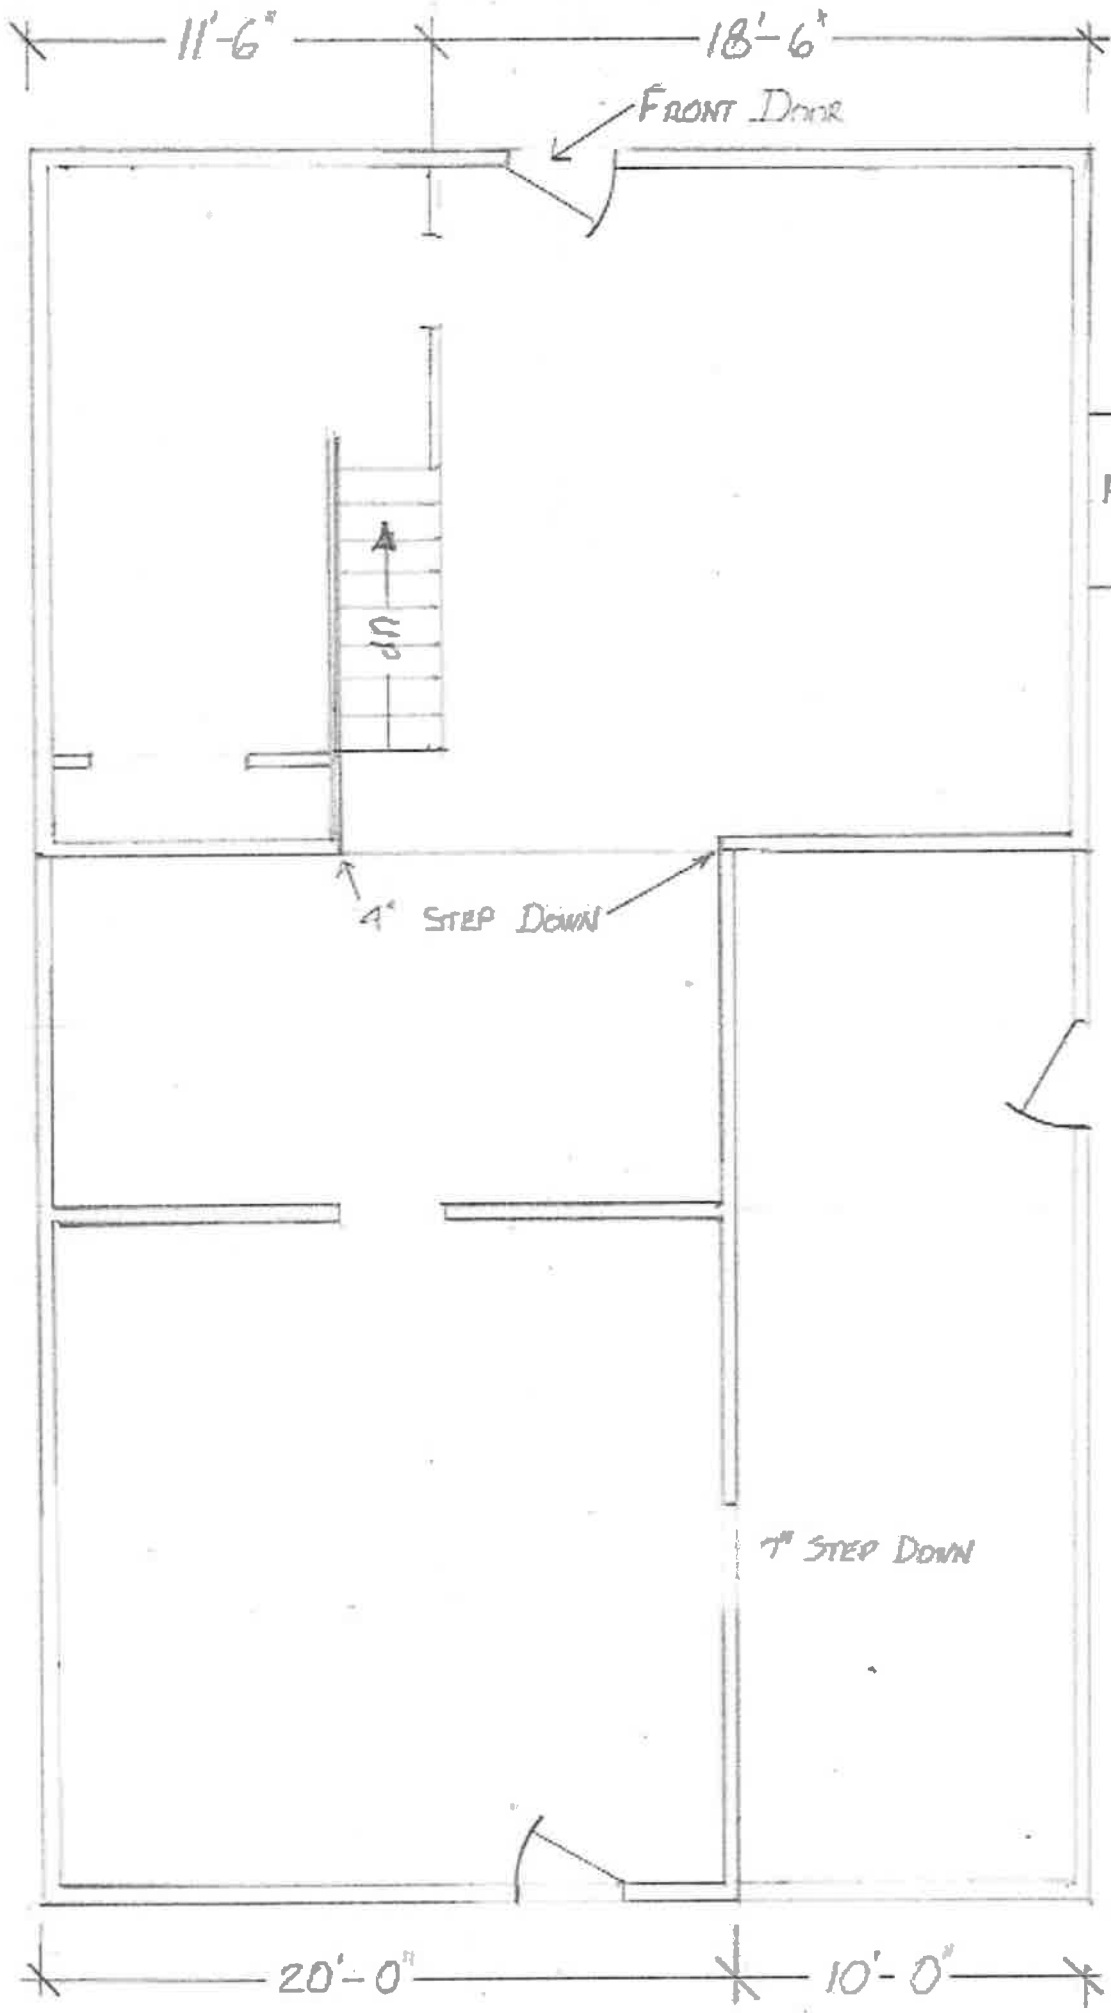 11'-6"
18'-6"
FRONT DOOR
UP
4" STEP DOWN
7" STEP DOWN
20'-0"
10'-0"